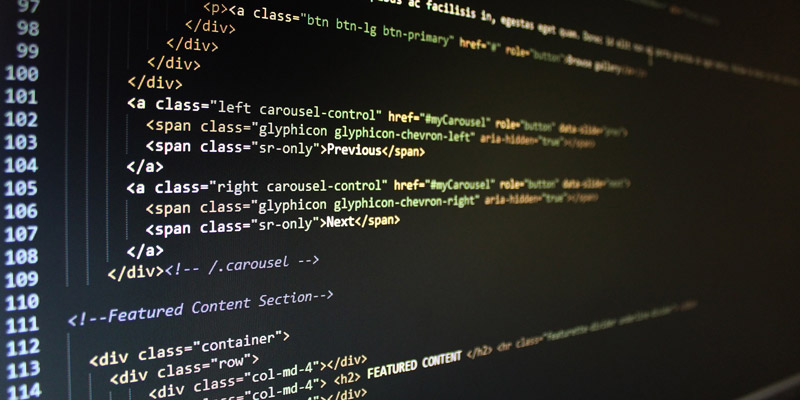 97 <p><a class="btn btn-lg btn-primary" href="#" role="button">Browse gallery
ac facilisis in, egestas eget quam.
98 </div>
99 </div>
100 </div>
101 </div>
102 <a class="left carousel-control" href="#myCarousel" role="button" data-slide="prev">
103 <span class="glyphicon glyphicon-chevron-left" aria-hidden="true"></span>
104 <span class="sr-only">Previous</span>
105 </a>
106 <a class="right carousel-control" href="#myCarousel" role="button" data-slide="next">
107 <span class="glyphicon glyphicon-chevron-right" aria-hidden="true"></span>
108 <span class="sr-only">Next</span>
109 </a>
110 </div><!-- /.carousel -->
111 <!--Featured Content Section-->
112 <div class="container">
113 <div class="row">
114 <div class="col-md-4"></div>
<div class="col-md-4"> <h2> FEATURED CONTENT </h2> <hr class="featurette-divider
</div>